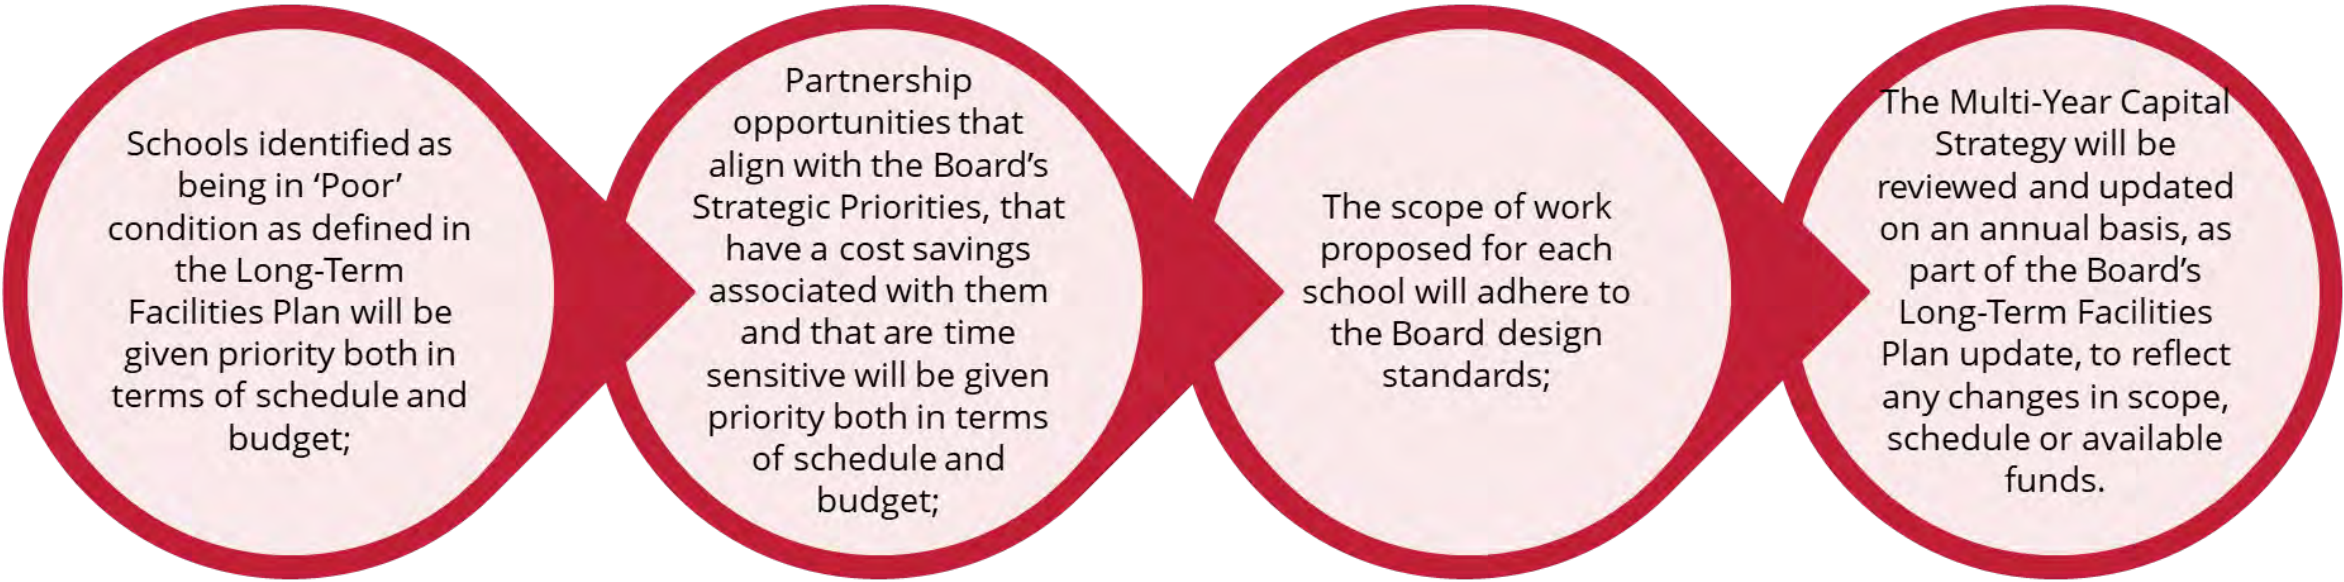 Schools identified as
being in ‘Poor’
condition as defined in
the Long-Term
Facilities Plan will be
given priority both in
terms of schedule and
budget;
Partnership
opportunities that
align with the Board’s
Strategic Priorities, that
have a cost savings
associated with them
and that are time
sensitive will be given
priority both in terms
of schedule and
budget;
The scope of work
proposed for each
school will adhere to
the Board design
standards;
The Multi-Year Capital
Strategy will be
reviewed and updated
on an annual basis, as
part of the Board’s
Long-Term Facilities
Plan update, to reflect
any changes in scope,
schedule or available
funds.